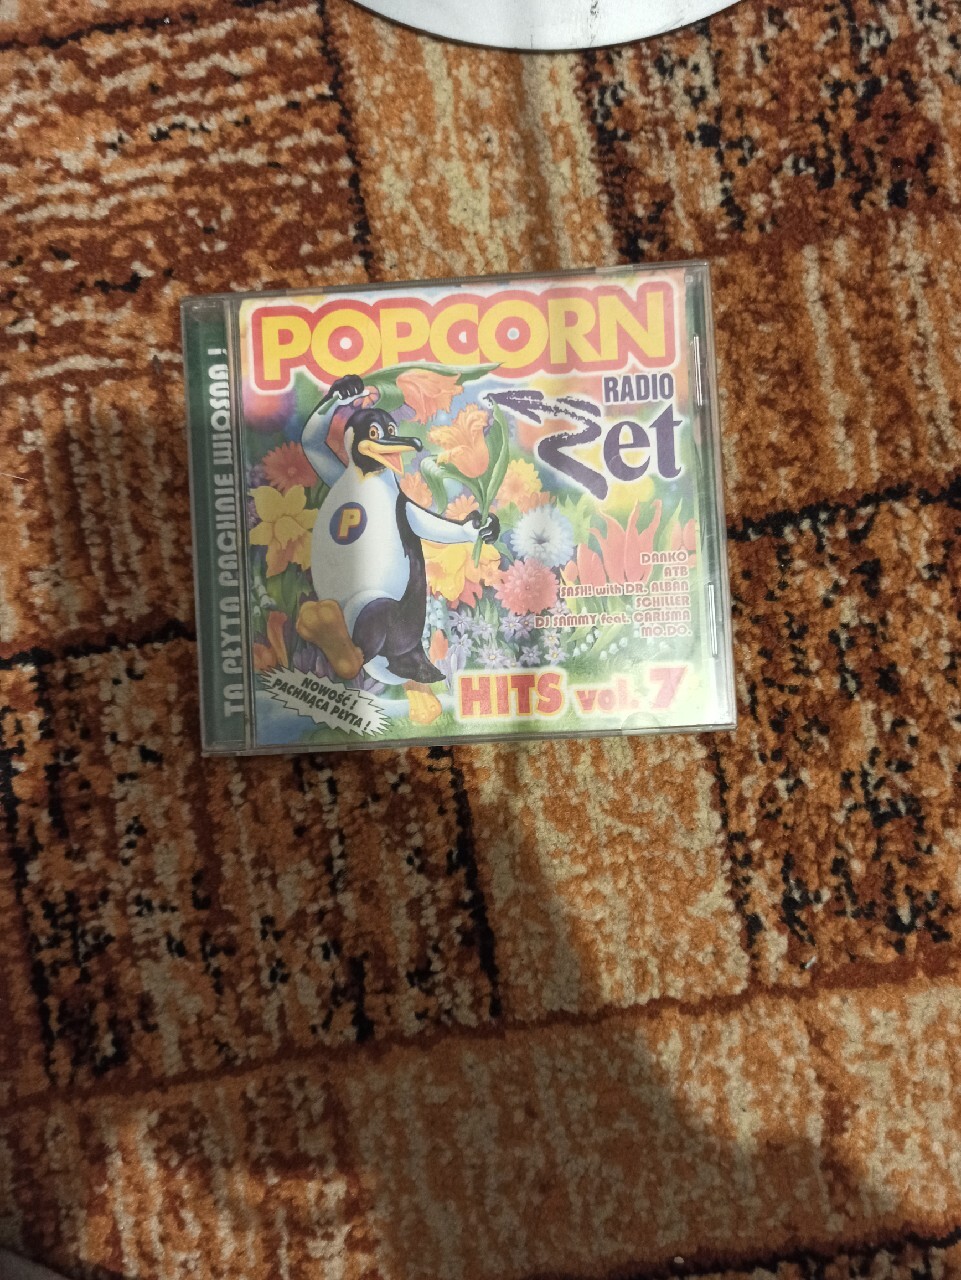 POPCORN
RADIO
Zet
TA PŁYTA PACHNIE WIOSNĄ !
P
DANKO
ATB
SASH! with DR. ALBAN
SCHILLER
DJ SAMMY feat. CARISMA
MO.DO.
HITS vol. 7
NOWOŚĆ !
PACHNĄCA PŁYTA !